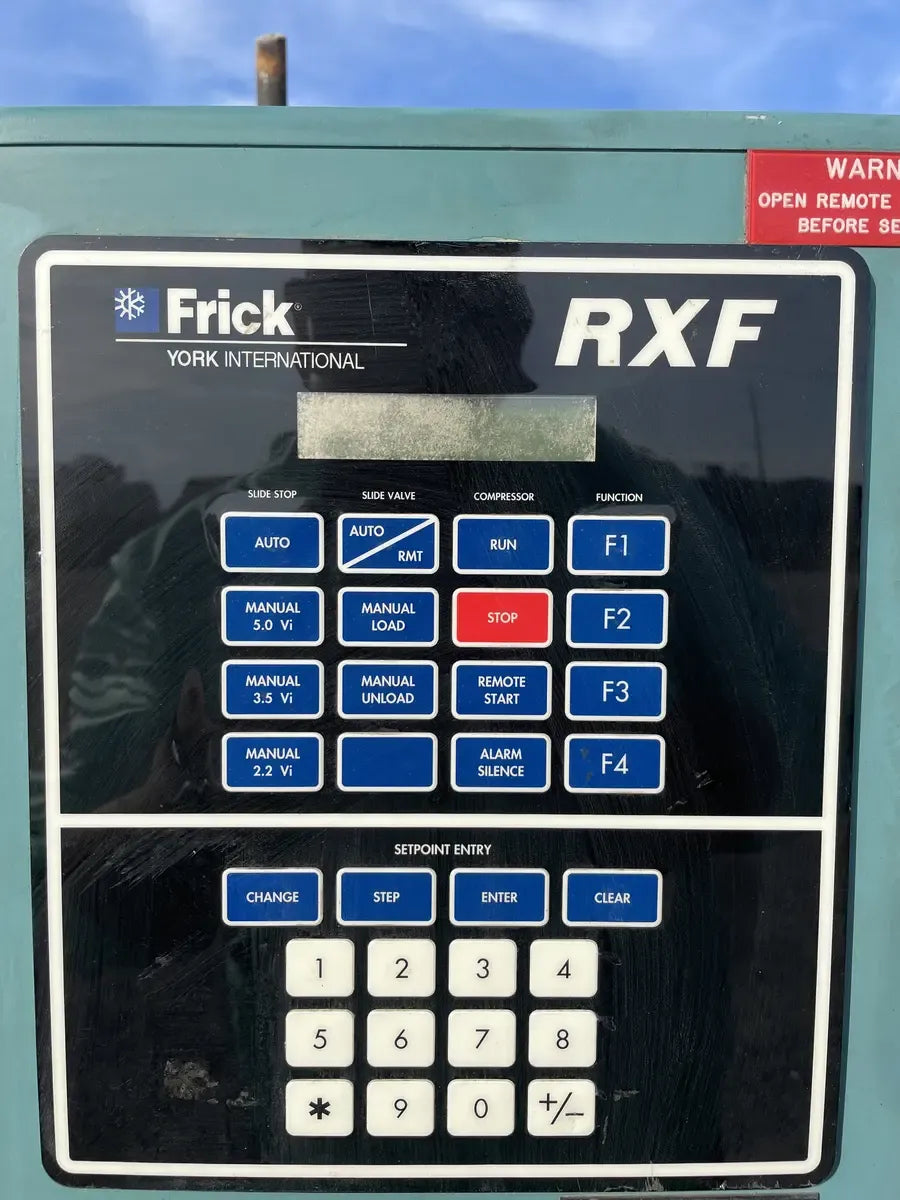 WARN
OPEN REMOTE
BEFORE SE
Frick®
RXF
YORK INTERNATIONAL
SLIDE STOP
SLIDE VALVE
COMPRESSOR
FUNCTION
AUTO
AUTO
RMT
RUN
F1
MANUAL
5.0 Vi
MANUAL
LOAD
STOP
F2
MANUAL
3.5 Vi
MANUAL
UNLOAD
REMOTE
START
F3
MANUAL
2.2 Vi
ALARM
SILENCE
F4
SETPOINT ENTRY
CHANGE
STEP
ENTER
CLEAR
1
2
3
4
5
6
7
8
*
9
0
+/−